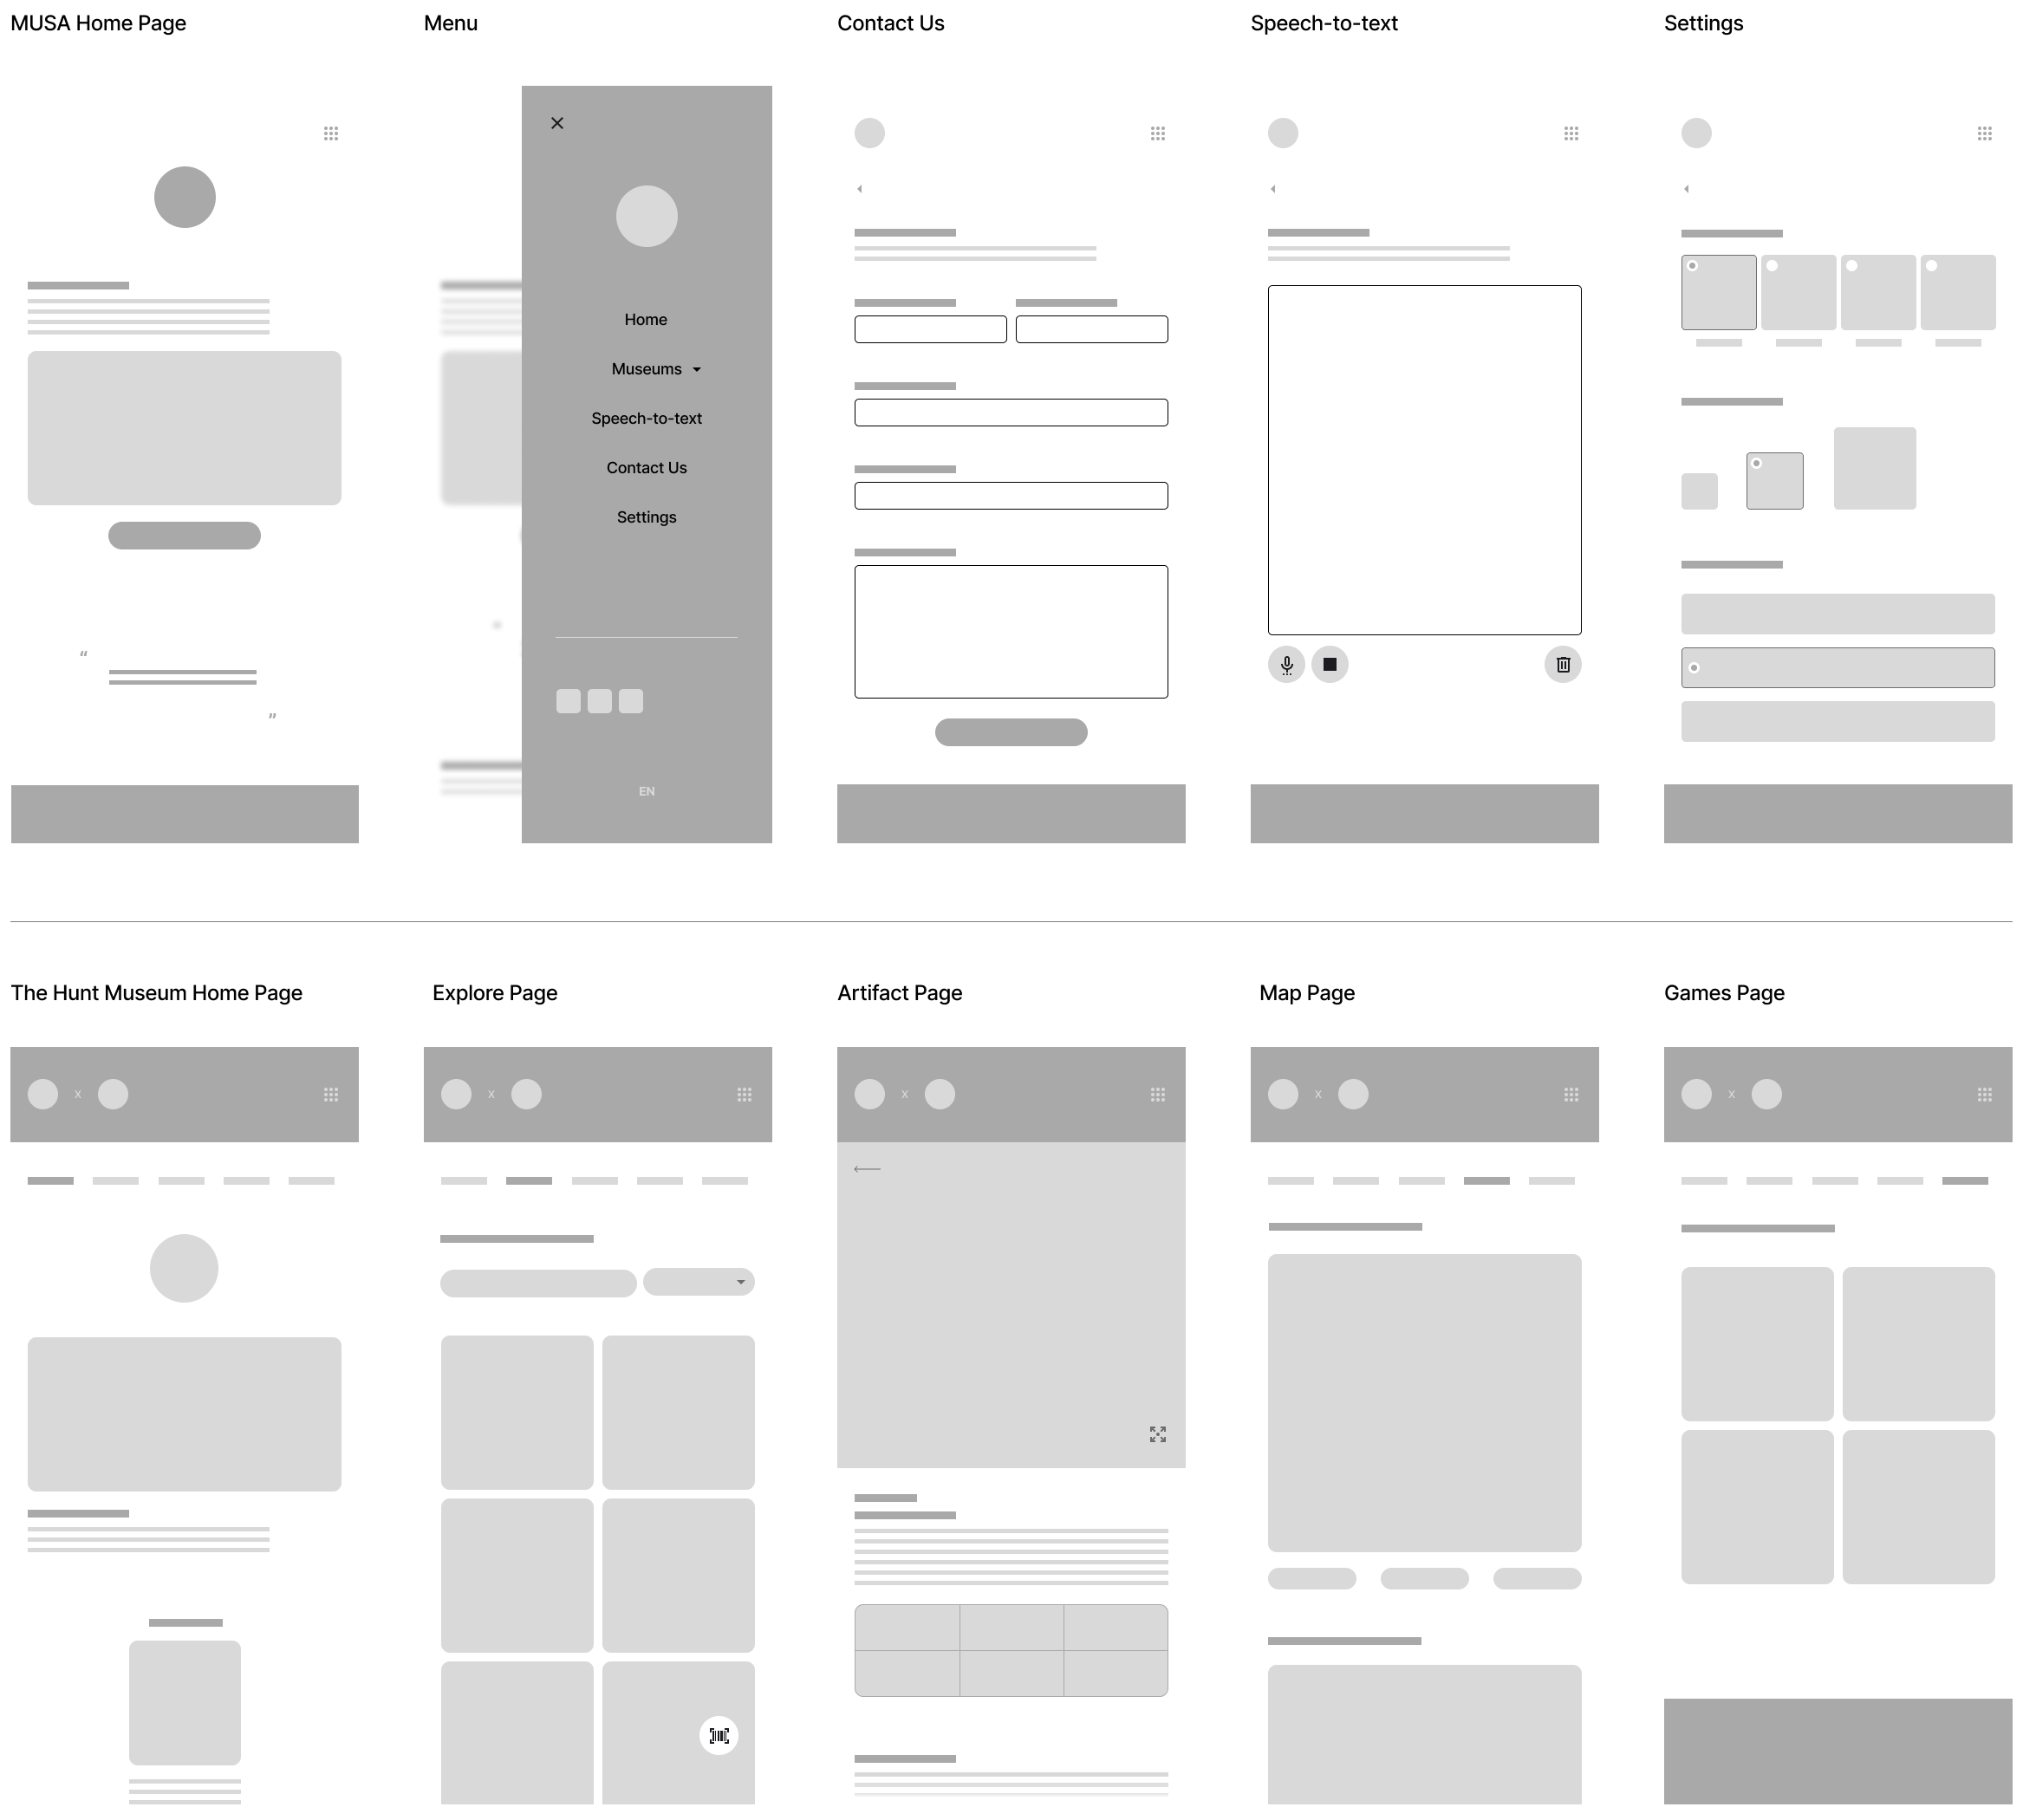 MUSA Home Page
Menu
Contact Us
Speech-to-text
Settings
Home
Museums
Speech-to-text
Contact Us
Settings
“
”
EN
The Hunt Museum Home Page
Explore Page
Artifact Page
Map Page
Games Page
x
x
x
x
x